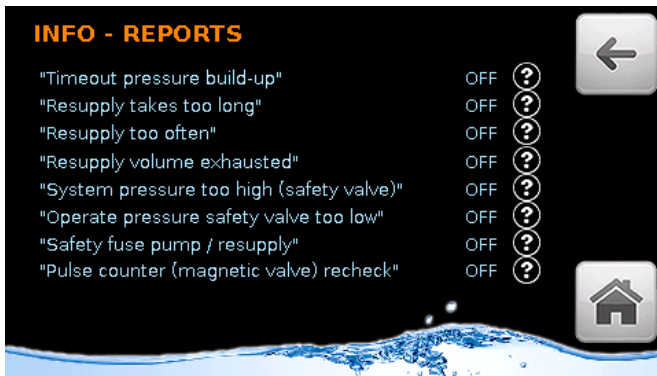 INFO - REPORTS
"Timeout pressure build-up" OFF ?
"Resupply takes too long" OFF ?
"Resupply too often" OFF ?
"Resupply volume exhausted" OFF ?
"System pressure too high (safety valve)" OFF ?
"Operate pressure safety valve too low" OFF ?
"Safety fuse pump / resupply" OFF ?
"Pulse counter (magnetic valve) recheck" OFF ?